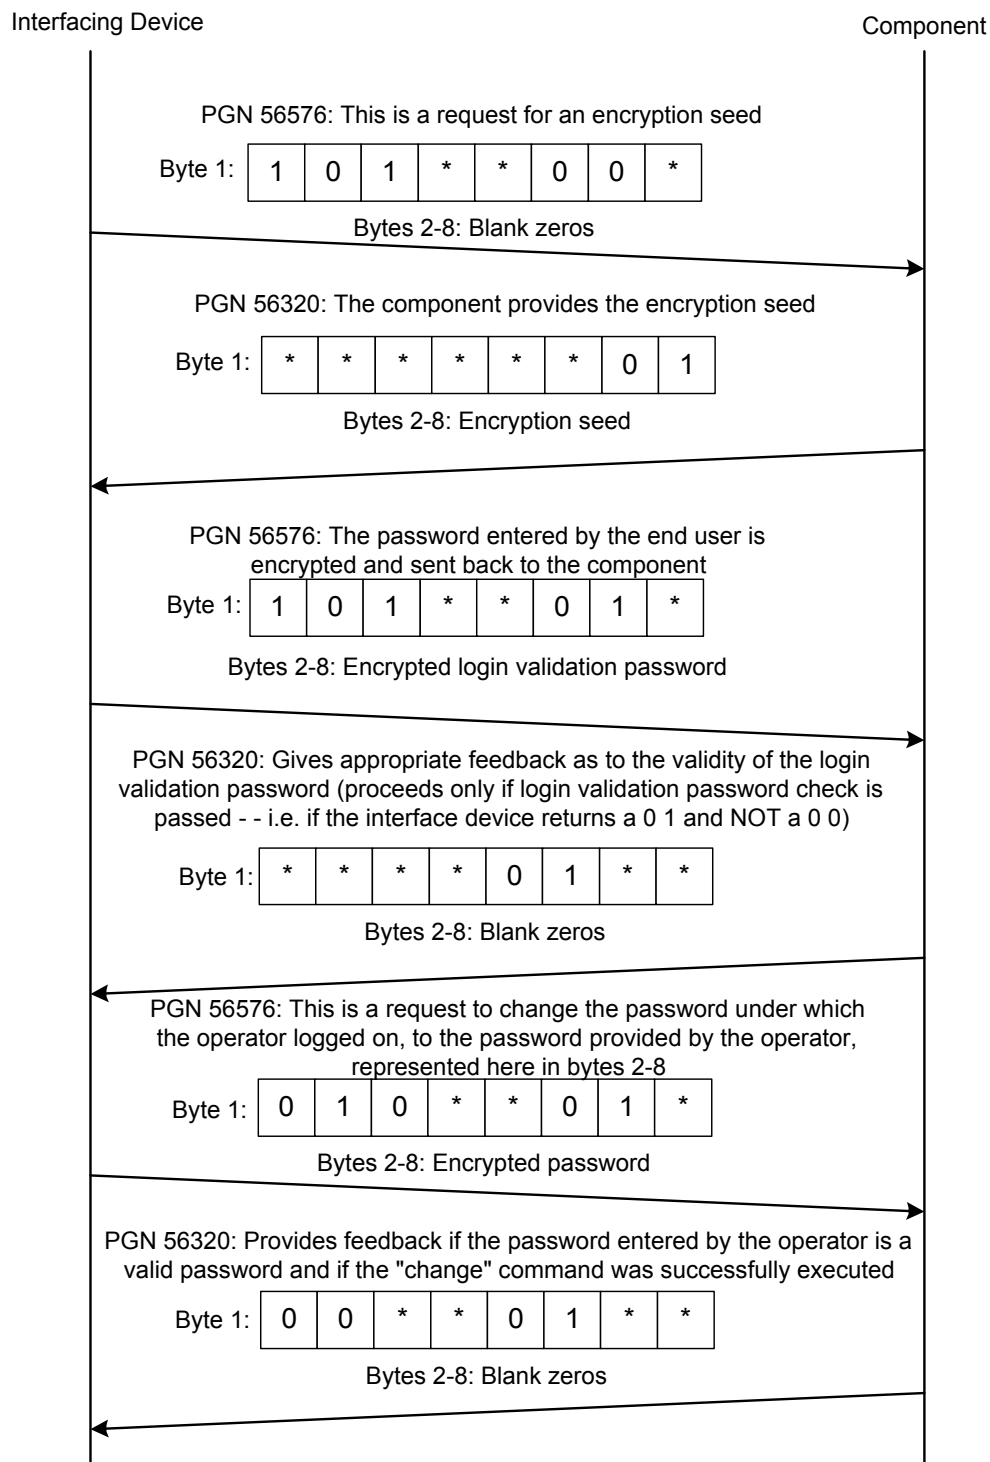 Interfacing Device
Component
PGN 56576: This is a request for an encryption seed
Byte 1: 1 0 1 * * 0 0 *
Bytes 2-8: Blank zeros
PGN 56320: The component provides the encryption seed
Byte 1: * * * * * * 0 1
Bytes 2-8: Encryption seed
PGN 56576: The password entered by the end user is
encrypted and sent back to the component
Byte 1: 1 0 1 * * 0 1 *
Bytes 2-8: Encrypted login validation password
PGN 56320: Gives appropriate feedback as to the validity of the login
validation password (proceeds only if login validation password check is
passed - - i.e. if the interface device returns a 0 1 and NOT a 0 0)
Byte 1: * * * * 0 1 * *
Bytes 2-8: Blank zeros
PGN 56576: This is a request to change the password under which
the operator logged on, to the password provided by the operator,
represented here in bytes 2-8
Byte 1: 0 1 0 * * 0 1 *
Bytes 2-8: Encrypted password
PGN 56320: Provides feedback if the password entered by the operator is a
valid password and if the "change" command was successfully executed
Byte 1: 0 0 * * 0 1 * *
Bytes 2-8: Blank zeros